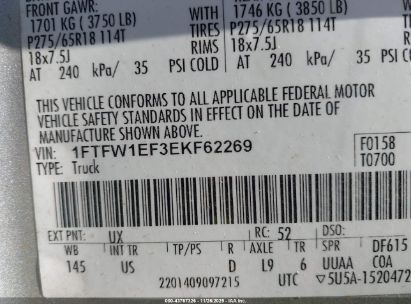 FRONT GAWR:
1701 KG ( 3750 LB) WITH 1746 KG ( 3850 LB)
P275/65R18 114T TIRES P275/65R18 114T
18x7.5J RIMS 18x7.5J
AT 240 kPa/ 35 PSI COLD AT 240 kPa/ 35 PSI COLD
THIS VEHICLE CONFORMS TO ALL APPLICABLE FEDERAL MOTOR
VEHICLE SAFETY STANDARDS IN EFFECT ON THE DATE OF
MANUFACTURE SHOWN ABOVE.
VIN: 1FTFW1EF3EKF62269 F0158
TYPE: Truck T0700
EXT PNT: UX RC: 52 DSO:
WB INT TR TP/PS R AXLE TR SPR DF615
145 US D L9 6 UUAA COA
2201409097215 UTC 5U5A-1520472